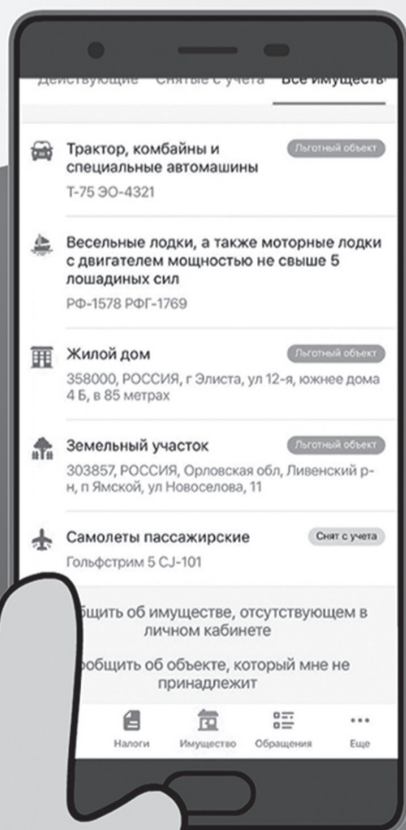 Действующие Снятые с учета Все имуществ
Трактор, комбайны и
специальные автомашины
Льготный объект
Т-75 ЭО-4321
Весельные лодки, а также моторные лодки
с двигателем мощностью не свыше 5
лошадиных сил
РФ-1578 РФГ-1769
Жилой дом
Льготный объект
358000, РОССИЯ, г Элиста, ул 12-я, южнее дома
4 Б, в 85 метрах
Земельный участок
Льготный объект
303857, РОССИЯ, Орловская обл, Ливенский р-
н, п Ямской, ул Новоселова, 11
Самолеты пассажирские
Снят с учета
Гольфстрим 5 CJ-101
бщить об имуществе, отсутствующем в
личном кабинете
ообщить об объекте, который мне не
принадлежит
Налоги Имущество Обращения Еще